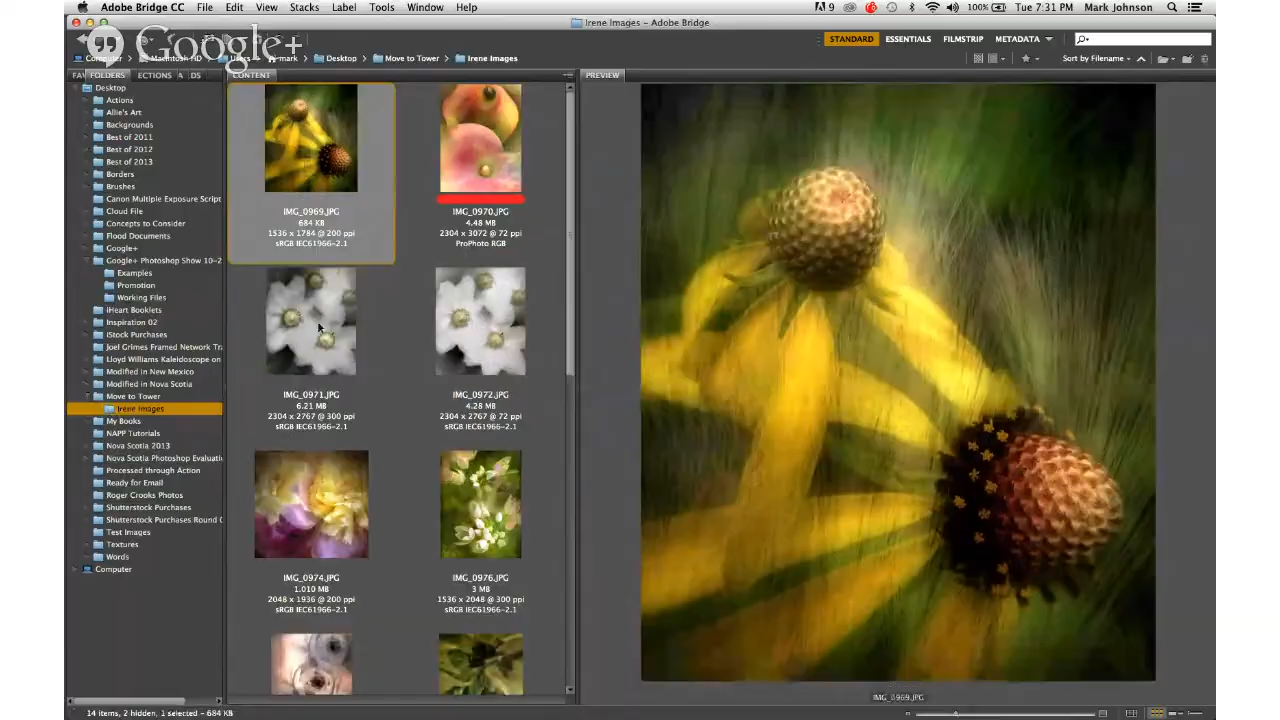 Adobe Bridge CC File Edit View Stacks Label Tools Window Help 9 100% Tue 7:31 PM Mark Johnson
Irene Images – Adobe Bridge
Google+
STANDARD ESSENTIALS FILMSTRIP METADATA
Macintosh HD mark Desktop Move to Tower Irene Images Sort by Filename
FOLDERS ECTIONS CONTENT PREVIEW
Desktop
Actions
Allie's Art
Backgrounds
Best of 2011
Best of 2012
Best of 2013
Borders
Brushes
Canon Multiple Exposure Script
Cloud File
Concepts to Consider
Flood Documents
Google+
Google+ Photoshop Show 10-2
Examples
Promotion
Working Files
iHeart Booklets
Inspiration 02
iStock Purchases
Joel Grimes Framed Network Tra
Lloyd Williams Kaleidoscope on
Modified in New Mexico
Modified in Nova Scotia
Move to Tower
Irene Images
My Books
NAPP Tutorials
Nova Scotia 2013
Nova Scotia Photoshop Evaluati
Processed through Action
Ready for Email
Roger Crooks Photos
Shutterstock Purchases
Shutterstock Purchases Round
Test Images
Textures
Words
Computer
IMG_0969.JPG
684 KB
1536 x 1784 @ 200 ppi
sRGB IEC61966-2.1
IMG_0970.JPG
4.48 MB
2304 x 3072 @ 72 ppi
ProPhoto RGB
IMG_0971.JPG
6.21 MB
2304 x 2767 @ 300 ppi
sRGB IEC61966-2.1
IMG_0972.JPG
4.28 MB
2304 x 2767 @ 72 ppi
sRGB IEC61966-2.1
IMG_0974.JPG
1.010 MB
2048 x 1936 @ 200 ppi
sRGB IEC61966-2.1
IMG_0976.JPG
3 MB
1536 x 2048 @ 300 ppi
sRGB IEC61966-2.1
IMG_0969.JPG
14 items, 2 hidden, 1 selected - 684 KB